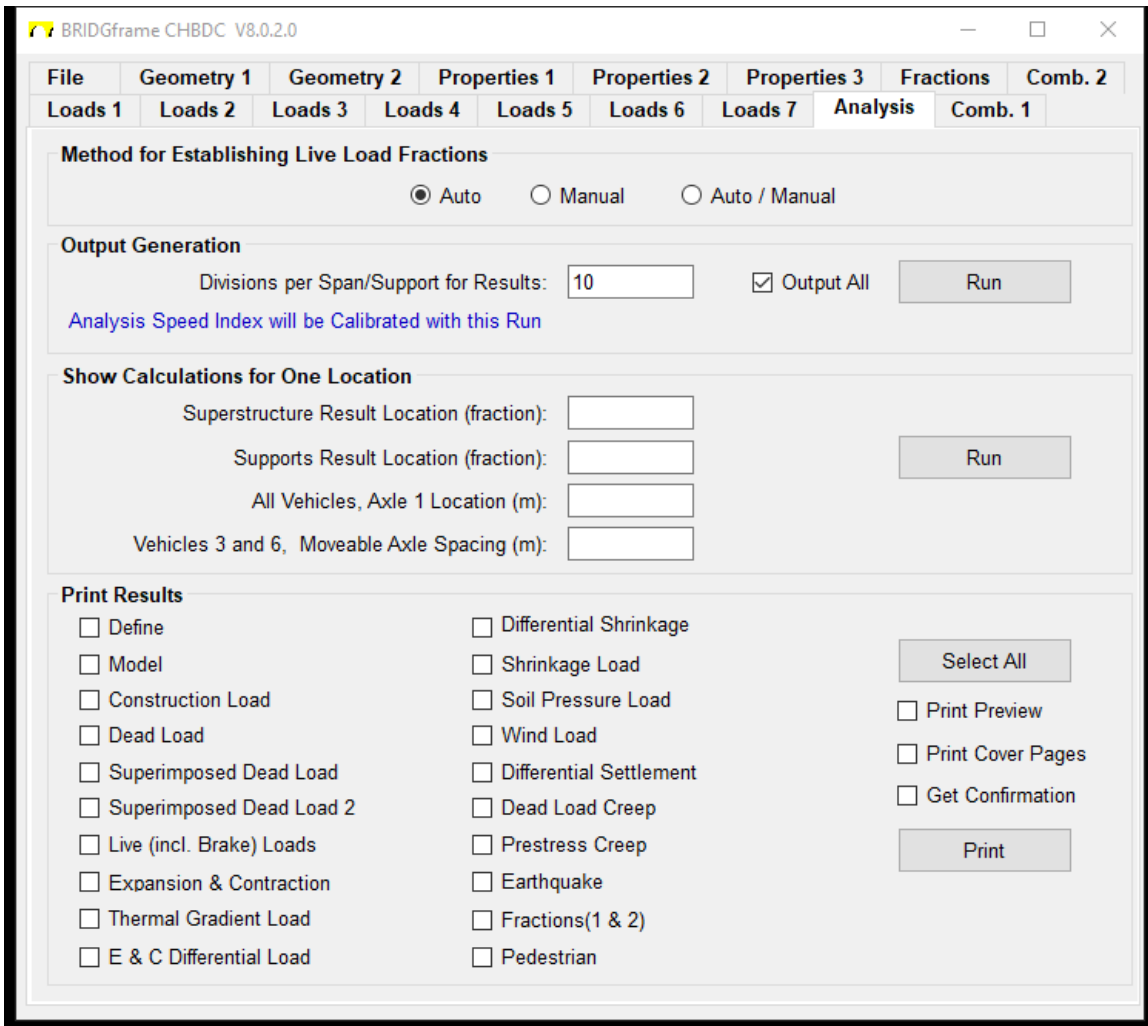 BRIDGframe CHBDC V8.0.2.0
File Geometry 1 Geometry 2 Properties 1 Properties 2 Properties 3 Fractions Comb. 2
Loads 1 Loads 2 Loads 3 Loads 4 Loads 5 Loads 6 Loads 7 Analysis Comb. 1
Method for Establishing Live Load Fractions
Auto Manual Auto / Manual
Output Generation
Divisions per Span/Support for Results: 10 Output All Run
Analysis Speed Index will be Calibrated with this Run
Show Calculations for One Location
Superstructure Result Location (fraction):
Supports Result Location (fraction): Run
All Vehicles, Axle 1 Location (m):
Vehicles 3 and 6, Moveable Axle Spacing (m):
Print Results
Define
Model
Construction Load
Dead Load
Superimposed Dead Load
Superimposed Dead Load 2
Live (incl. Brake) Loads
Expansion & Contraction
Thermal Gradient Load
E & C Differential Load
Differential Shrinkage
Shrinkage Load
Soil Pressure Load
Wind Load
Differential Settlement
Dead Load Creep
Prestress Creep
Earthquake
Fractions(1 & 2)
Pedestrian
Select All
Print Preview
Print Cover Pages
Get Confirmation
Print